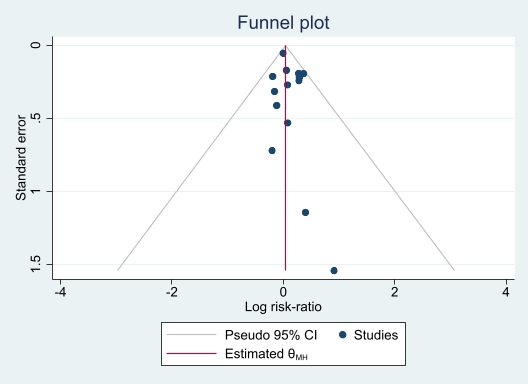 Funnel plot
Standard error
0
.5
1
1.5
-4 -2 0 2 4
Log risk-ratio
Pseudo 95% CI Studies
Estimated θMH